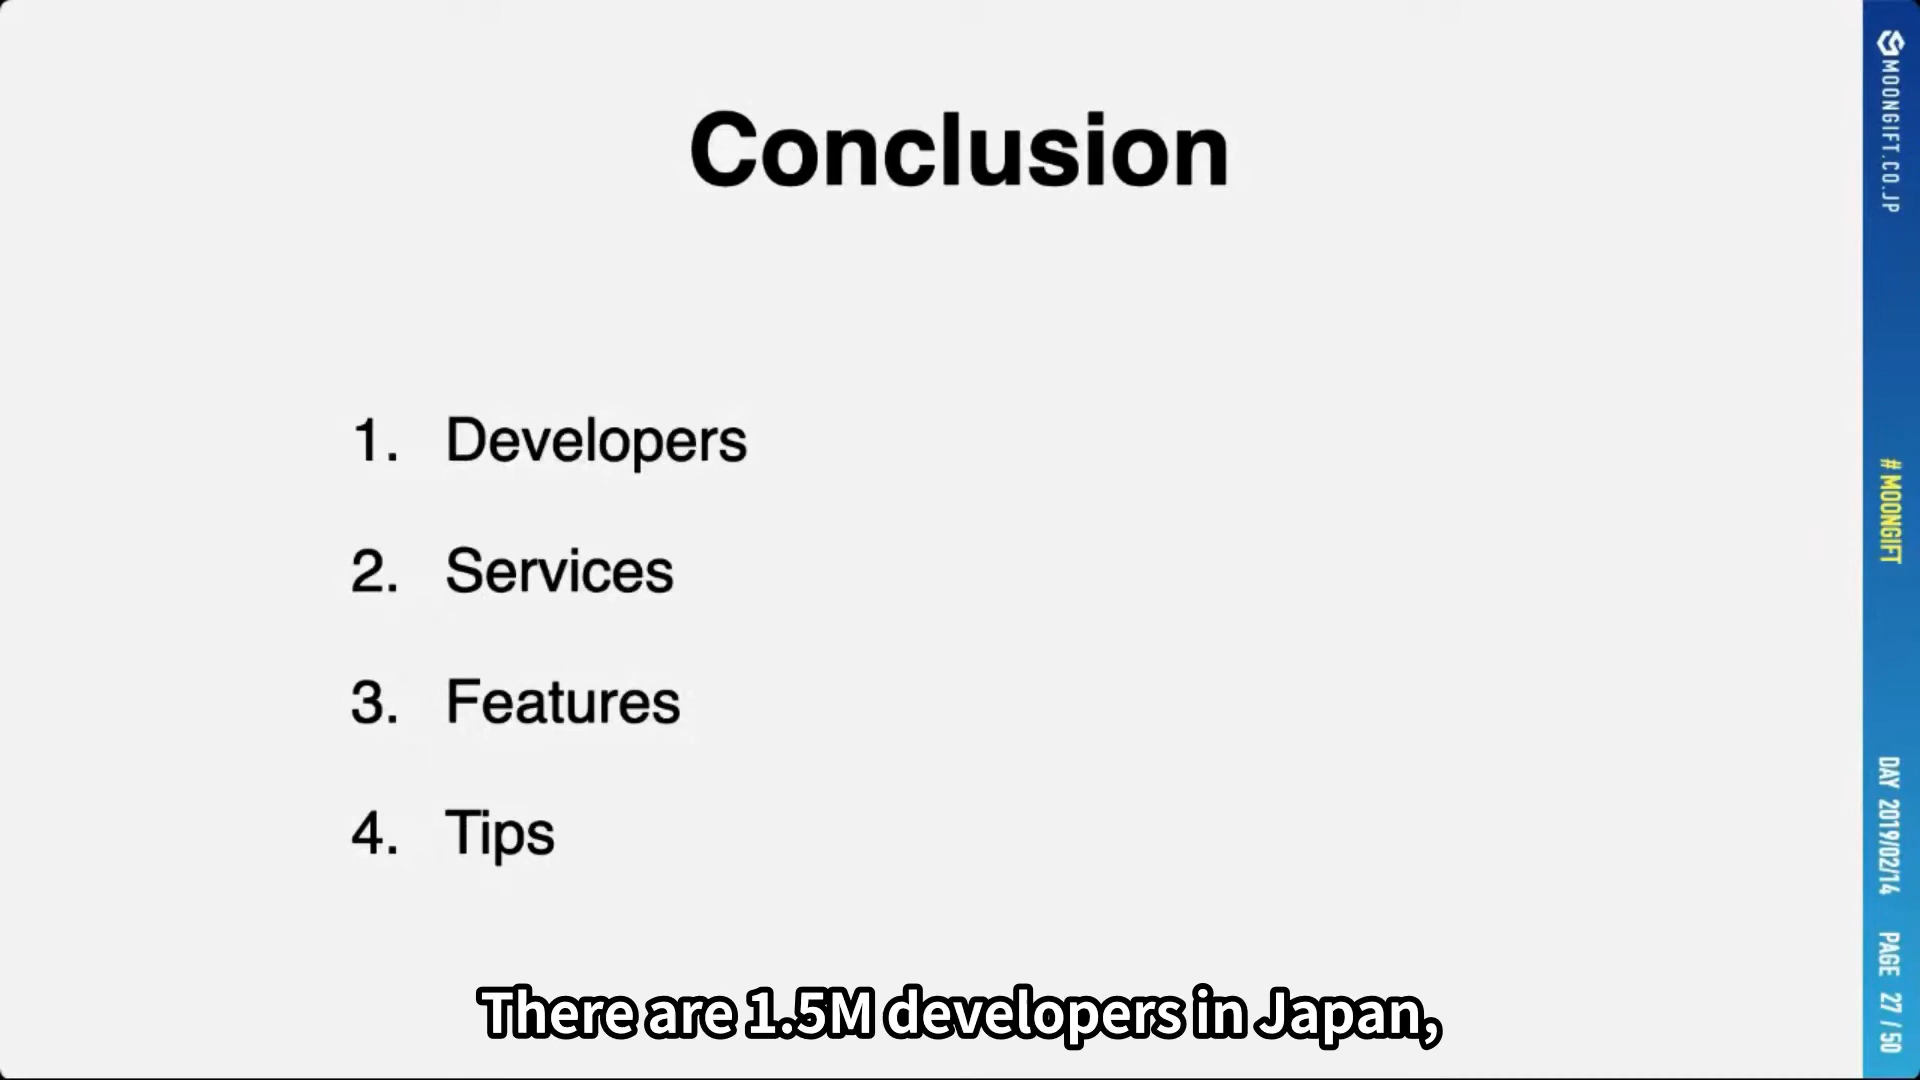 Conclusion
1. Developers
2. Services
3. Features
4. Tips
There are 1.5M developers in Japan,
MOONGIFT.CO.JP
# MOONGIFT
DAY 2019/02/14
PAGE 27 / 50